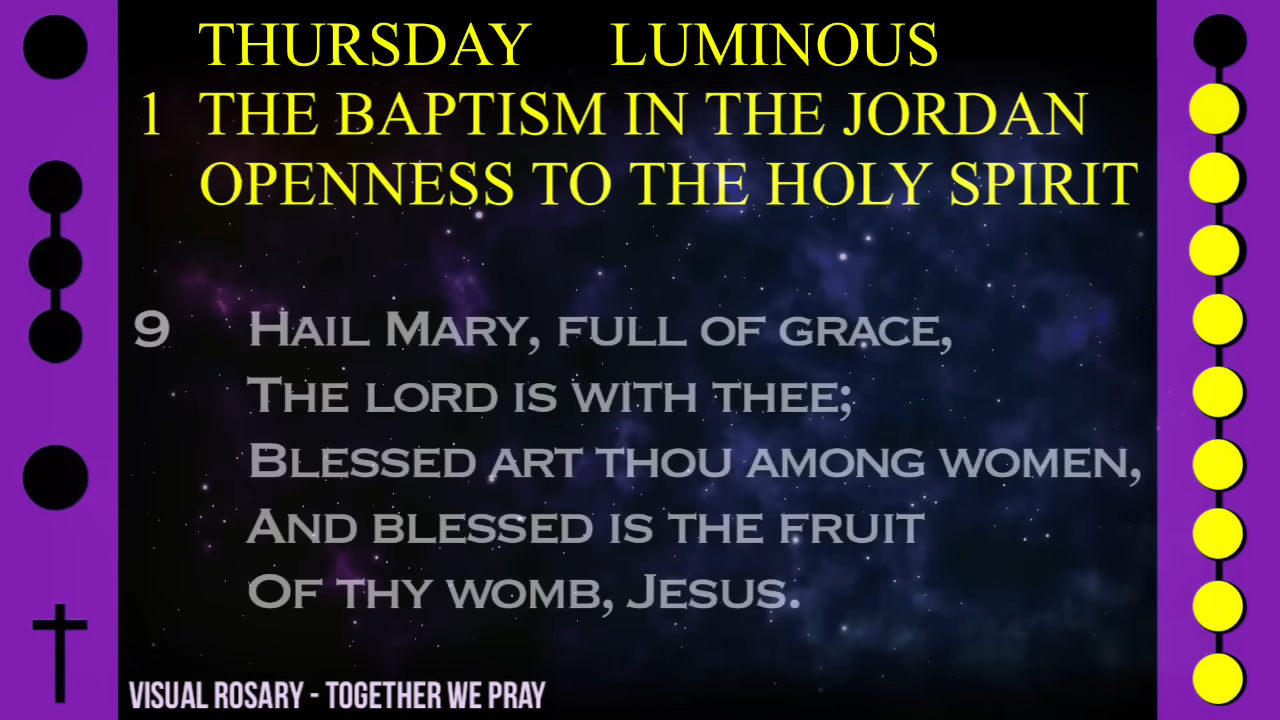 THURSDAY LUMINOUS
1 THE BAPTISM IN THE JORDAN
OPENNESS TO THE HOLY SPIRIT
9 HAIL MARY, FULL OF GRACE,
THE LORD IS WITH THEE;
BLESSED ART THOU AMONG WOMEN,
AND BLESSED IS THE FRUIT
OF THY WOMB, JESUS.
VISUAL ROSARY - TOGETHER WE PRAY